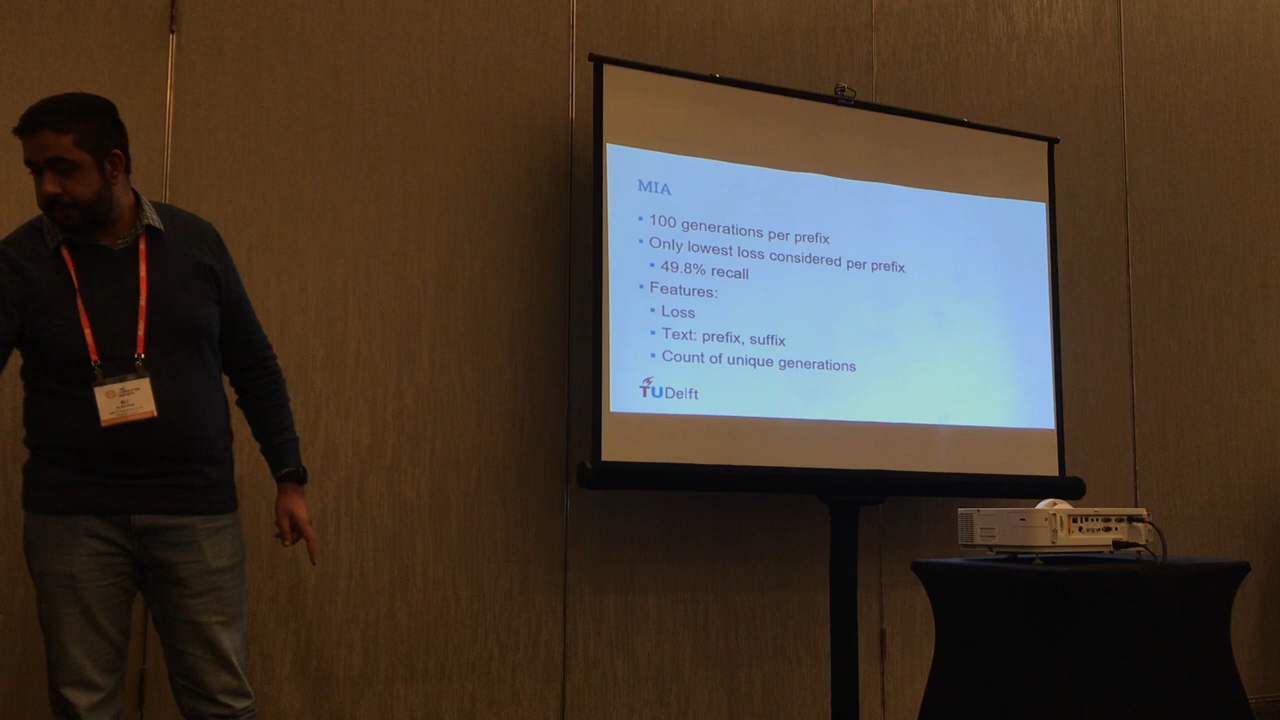 MIA
▪ 100 generations per prefix
▪ Only lowest loss considered per prefix
▪ 49.8% recall
▪ Features:
▪ Loss
▪ Text: prefix, suffix
▪ Count of unique generations
TUDelft
ALI